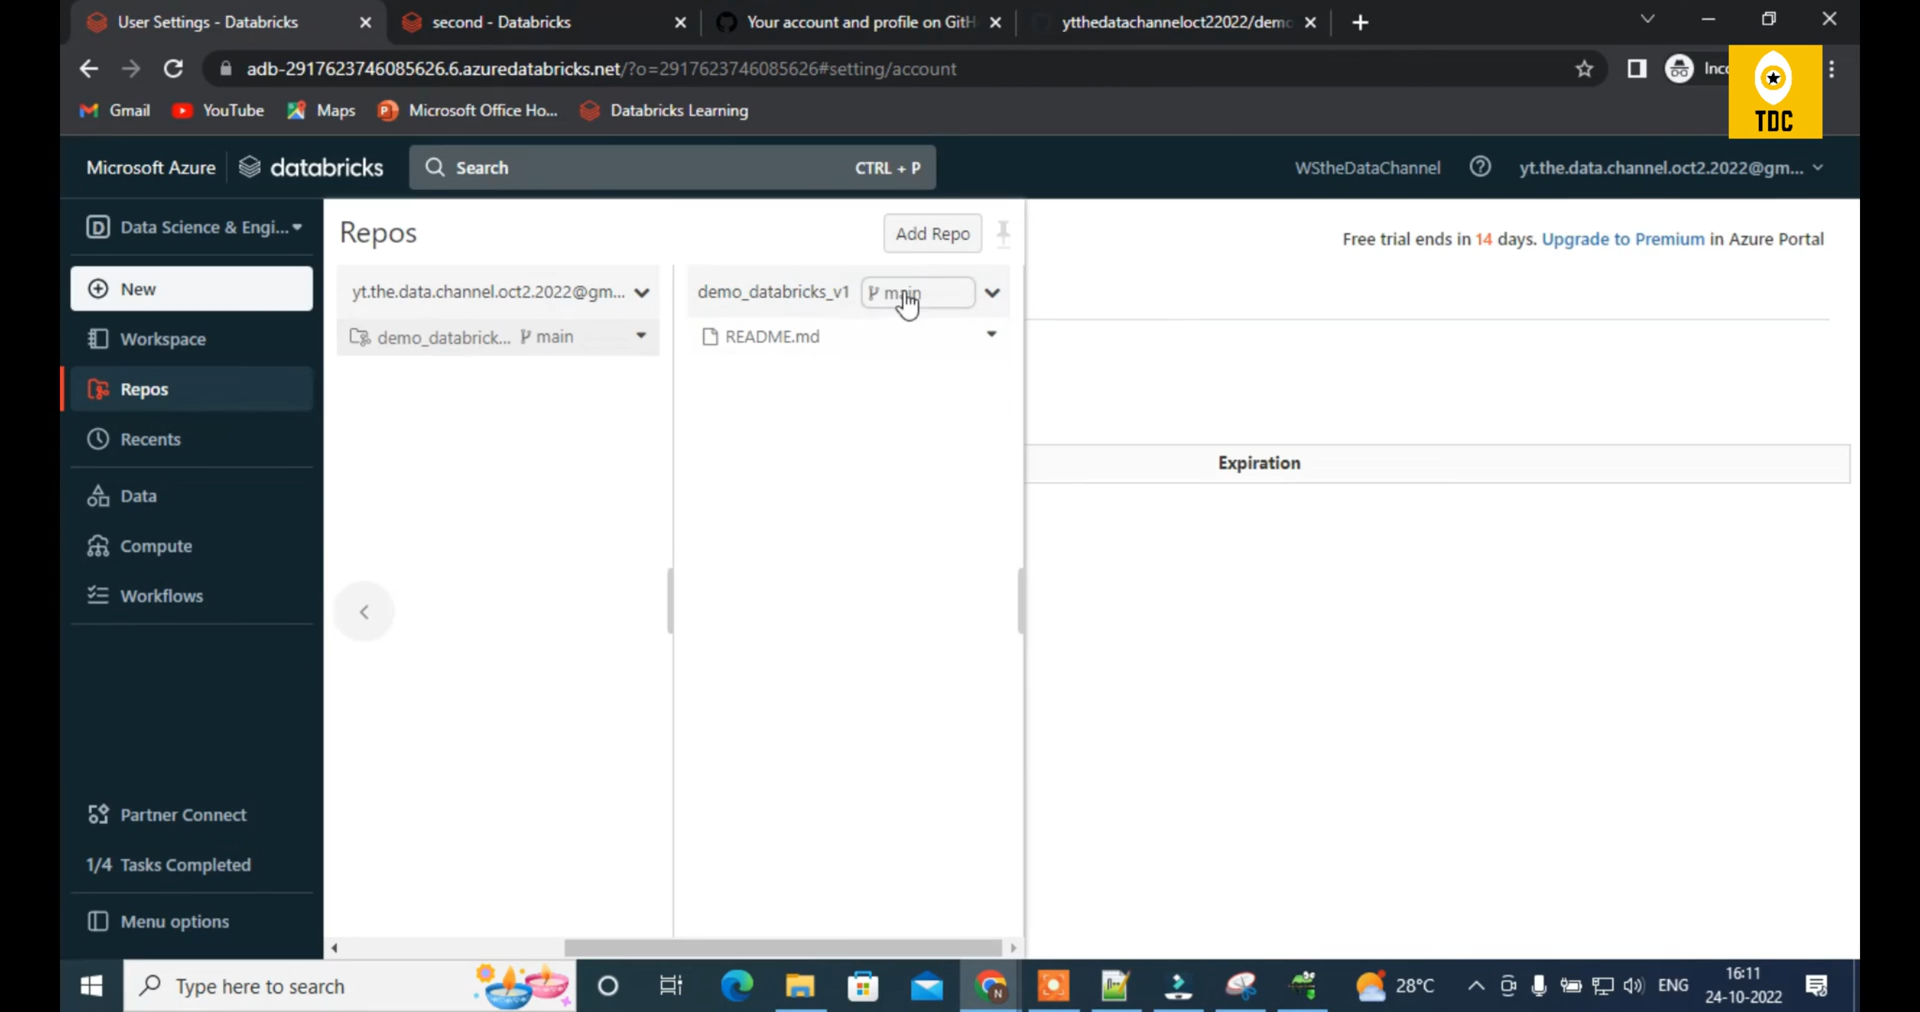 User Settings - Databricks
second - Databricks
Your account and profile on GitH
ytthedatachanneloct22022/demo
adb-2917623746085626.6.azuredatabricks.net/?o=2917623746085626#setting/account
Inco
TDC
Gmail
YouTube
Maps
Microsoft Office Ho...
Databricks Learning
Microsoft Azure
databricks
Search
CTRL + P
WStheDataChannel
yt.the.data.channel.oct2.2022@gm...
Data Science & Engi...
Repos
Add Repo
Free trial ends in 14 days. Upgrade to Premium in Azure Portal
New
yt.the.data.channel.oct2.2022@gm...
demo_databricks_v1
main
Workspace
demo_databrick...
main
README.md
Repos
Recents
Expiration
Data
Compute
Workflows
Partner Connect
1/4 Tasks Completed
Menu options
Type here to search
28°C
ENG
16:11
24-10-2022